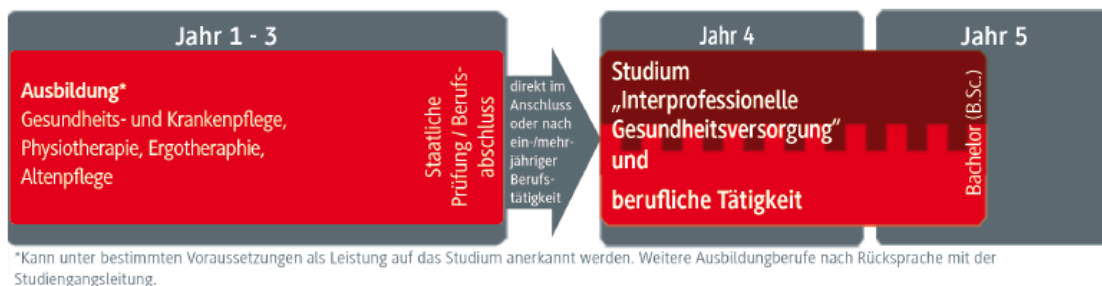 Jahr 1 - 3
Ausbildung*
Gesundheits- und Krankenpflege,
Physiotherapie, Ergotheraphie,
Altenpflege
Staatliche
Prüfung / Berufs-
abschluss
direkt im
Anschluss
oder nach
ein-/mehr-
jähriger
Berufs-
tätigkeit
Jahr 4
Jahr 5
Studium
„Interprofessionelle
Gesundheitsversorgung“
und
berufliche Tätigkeit
Bachelor (B.Sc.)
*Kann unter bestimmten Voraussetzungen als Leistung auf das Studium anerkannt werden. Weitere Ausbildungberufe nach Rücksprache mit der
Studiengangsleitung.